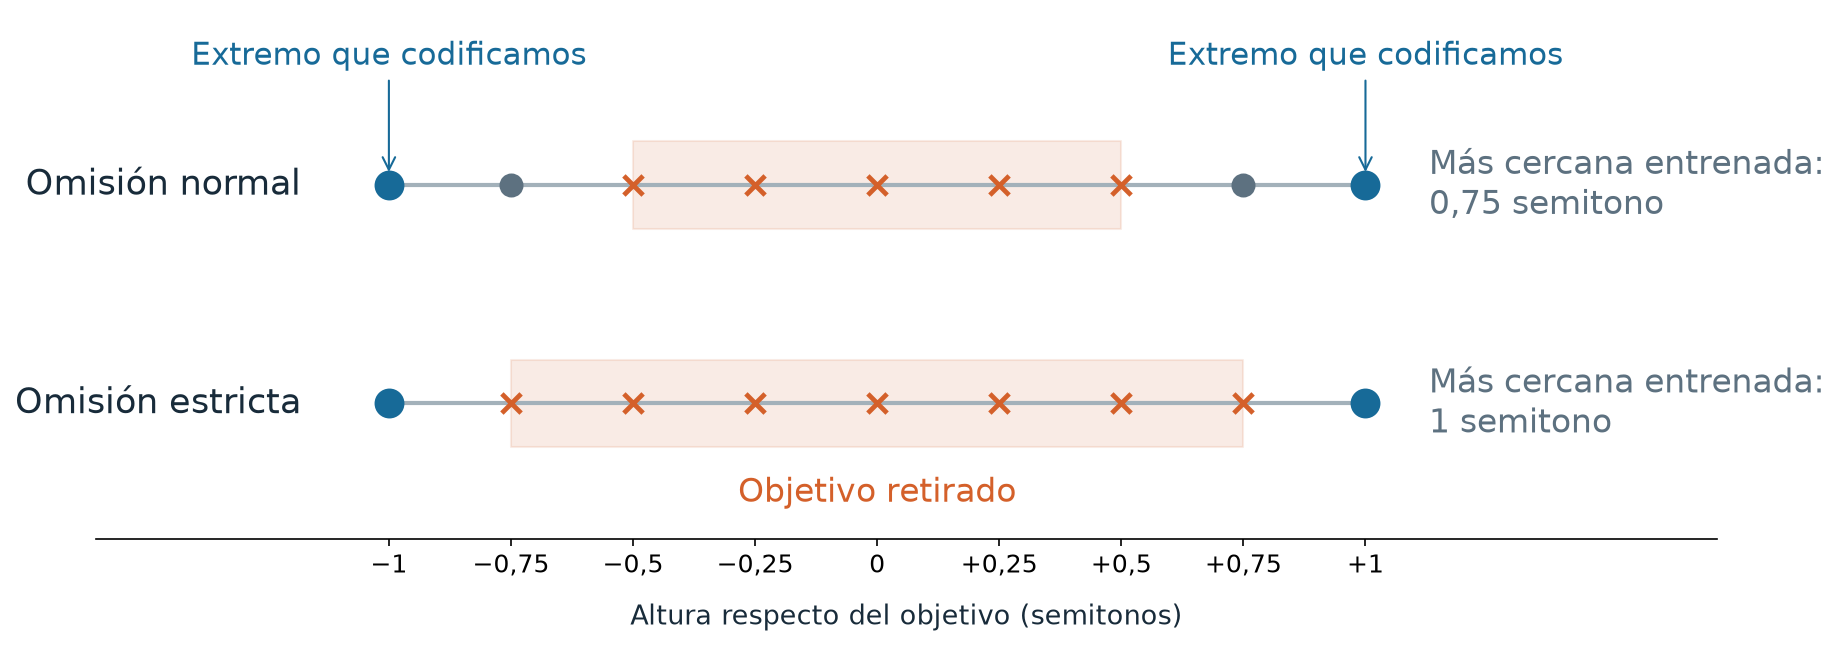 Extremo que codificamos
Extremo que codificamos
Omisión normal
Más cercana entrenada:
0,75 semitono
Omisión estricta
Más cercana entrenada:
1 semitono
Objetivo retirado
−1 −0,75 −0,5 −0,25 0 +0,25 +0,5 +0,75 +1
Altura respecto del objetivo (semitonos)